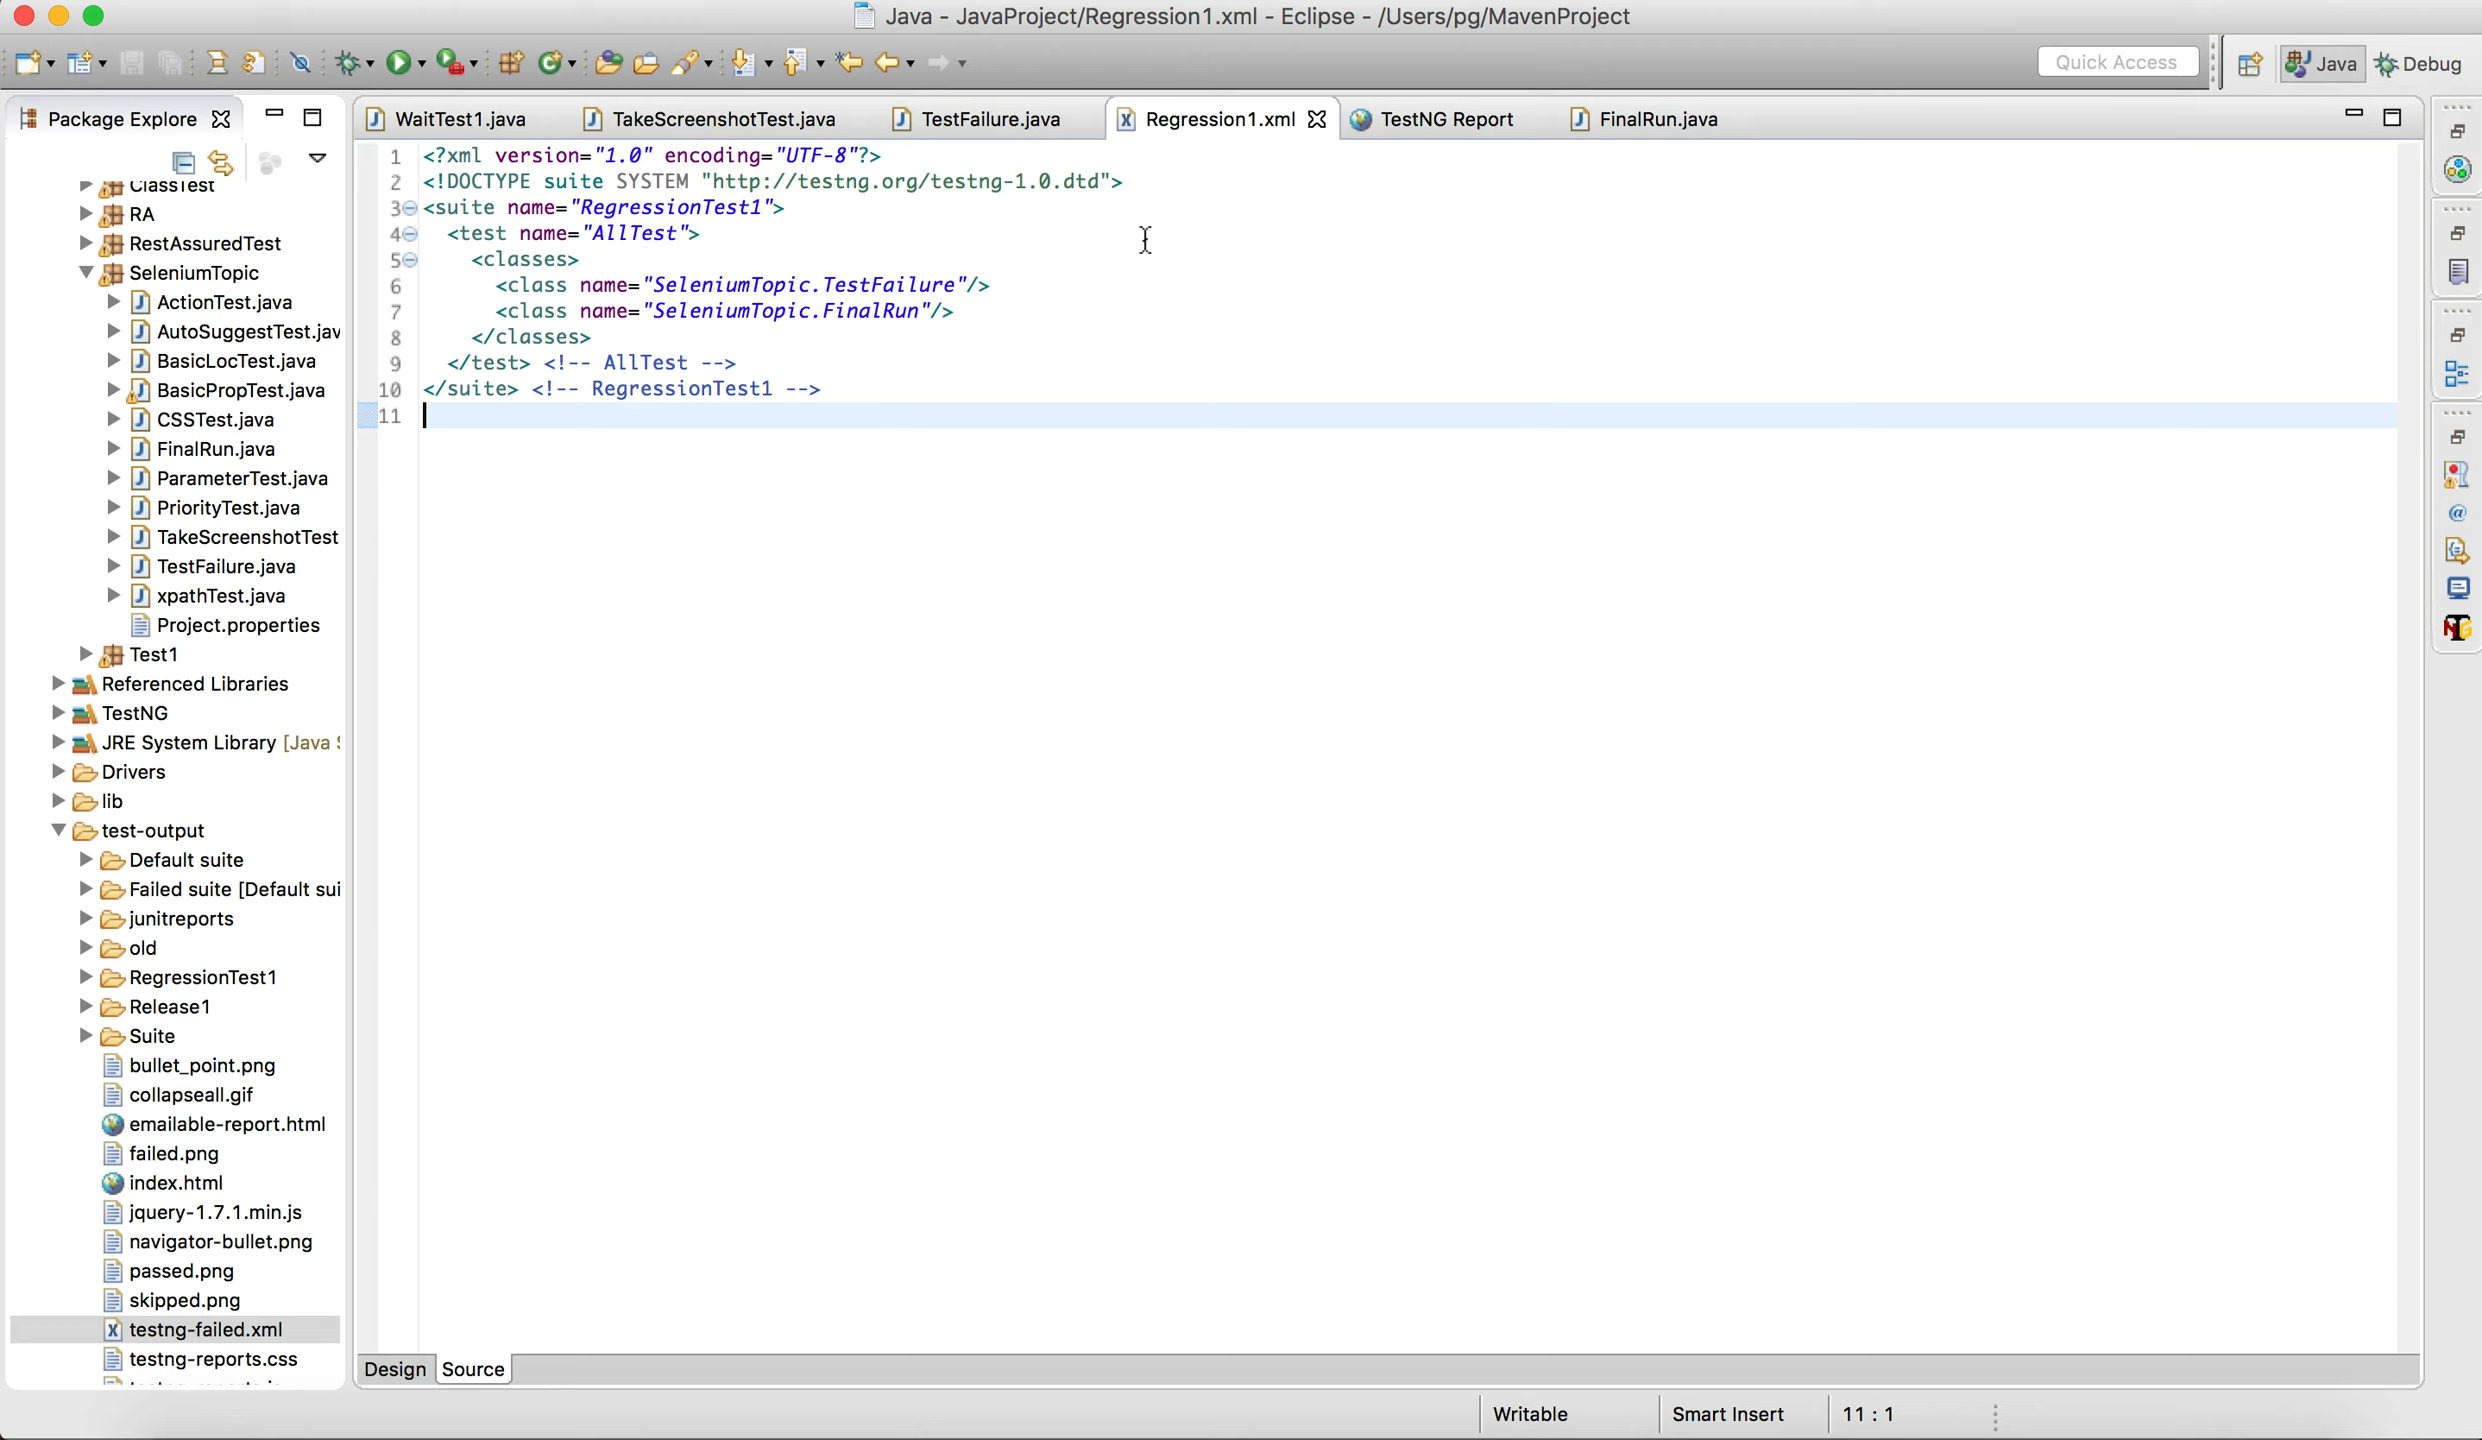 Java - JavaProject/Regression1.xml - Eclipse - /Users/pg/MavenProject
Quick Access
Java
Debug
Package Explore
WaitTest1.java
TakeScreenshotTest.java
TestFailure.java
Regression1.xml
TestNG Report
FinalRun.java
ClassTest
RA
RestAssuredTest
SeleniumTopic
ActionTest.java
AutoSuggestTest.jav
BasicLocTest.java
BasicPropTest.java
CSSTest.java
FinalRun.java
ParameterTest.java
PriorityTest.java
TakeScreenshotTest
TestFailure.java
xpathTest.java
Project.properties
Test1
Referenced Libraries
TestNG
JRE System Library [Java
Drivers
lib
test-output
Default suite
Failed suite [Default sui
junitreports
old
RegressionTest1
Release1
Suite
bullet_point.png
collapseall.gif
emailable-report.html
failed.png
index.html
jquery-1.7.1.min.js
navigator-bullet.png
passed.png
skipped.png
testng-failed.xml
testng-reports.css
1 <?xml version="1.0" encoding="UTF-8"?>
2 <!DOCTYPE suite SYSTEM "http://testng.org/testng-1.0.dtd">
3 <suite name="RegressionTest1">
4 <test name="AllTest">
5 <classes>
6 <class name="SeleniumTopic.TestFailure"/>
7 <class name="SeleniumTopic.FinalRun"/>
8 </classes>
9 </test> <!-- AllTest -->
10 </suite> <!-- RegressionTest1 -->
11
Design
Source
Writable
Smart Insert
11 : 1